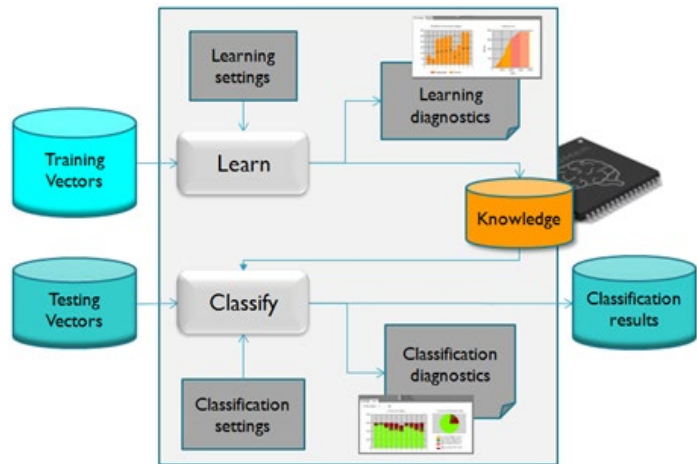 Learning
settings
Learning
diagnostics
Training
Vectors
Learn
Knowledge
Testing
Vectors
Classify
Classification
results
Classification
diagnostics
Classification
settings